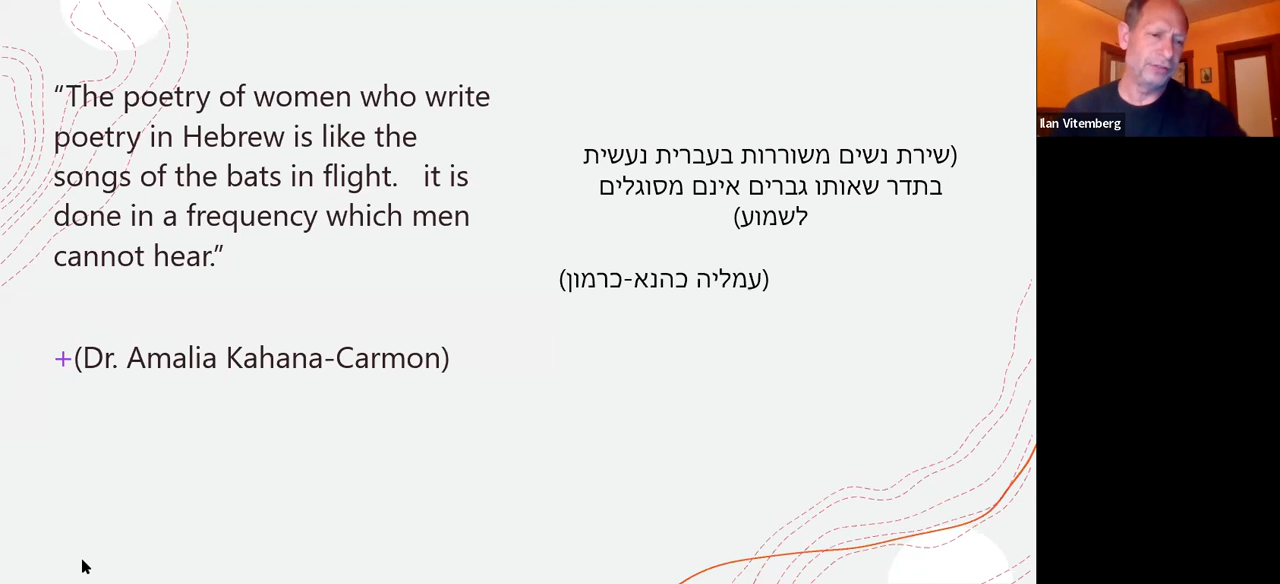 “The poetry of women who write
poetry in Hebrew is like the
songs of the bats in flight.   it is
done in a frequency which men
cannot hear.”
+(Dr. Amalia Kahana-Carmon)
(שירת נשים משוררות בעברית נעשית
בתדר שאותו גברים אינם מסוגלים
לשמוע)
(עמליה כהנא-כרמון)
Ilan Vitemberg